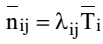 n̅ij = λij T̅i